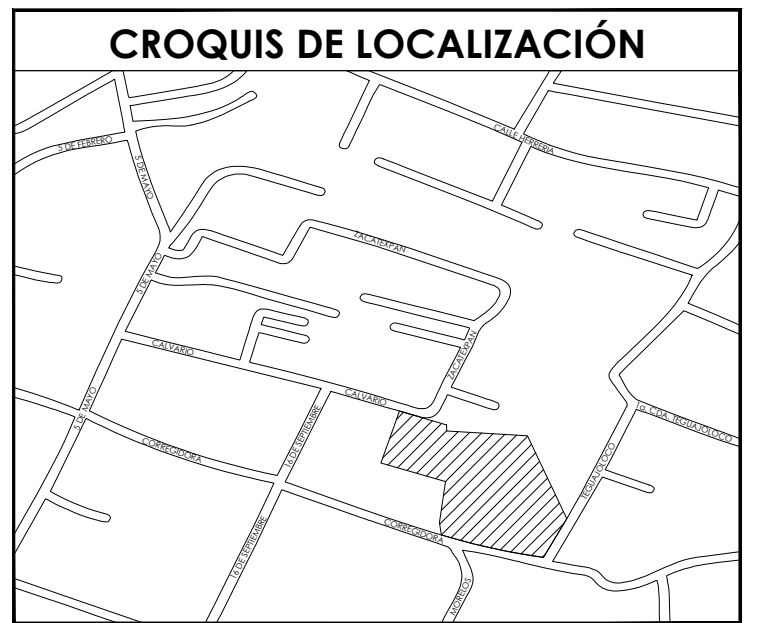 CROQUIS DE LOCALIZACIÓN
CALLE HERRERIA
5 DE FEBRERO
5 DE MAYO
ZACATEXPAN
5 DE MAYO
CALVARIO
ZACATEXPAN
CALVARIO
5 DE MAYO
16 DE SEPTIEMBRE
1a. CDA. TEGUAJOLOCO
CORREGIDORA
TEGUAJOLOCO
CORREGIDORA
16 DE SEPTIEMBRE
MORELOS